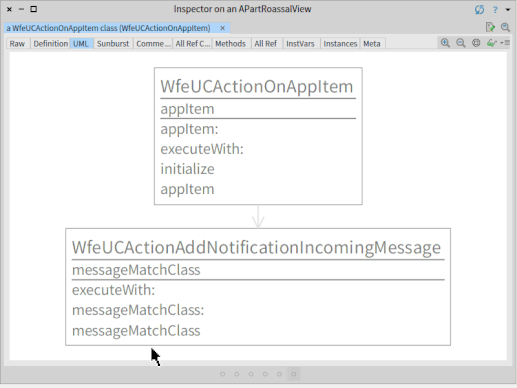 Inspector on an APartRoassalView
a WfeUCActionOnAppItem class (WfeUCActionOnAppItem)
Raw Definition UML Sunburst Comme... All Ref C... Methods All Ref InstVars Instances Meta
WfeUCActionOnAppItem
appItem
appItem:
executeWith:
initialize
appItem
WfeUCActionAddNotificationIncomingMessage
messageMatchClass
executeWith:
messageMatchClass:
messageMatchClass